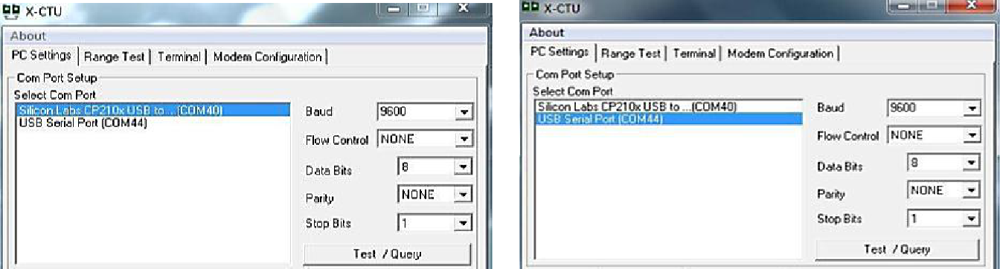 X-CTU
About
PC Settings Range Test Terminal Modem Configuration
Com Port Setup
Select Com Port
Silicon Labs CP210x USB to ...(COM40)
USB Serial Port (COM44)
Baud 9600
Flow Control NONE
Data Bits 8
Parity NONE
Stop Bits 1
Test / Query
X-CTU
About
PC Settings Range Test Terminal Modem Configuration
Com Port Setup
Select Com Port
Silicon Labs CP210x USB to ...(COM40)
USB Serial Port (COM44)
Baud 9600
Flow Control NONE
Data Bits 8
Parity NONE
Stop Bits 1
Test / Query